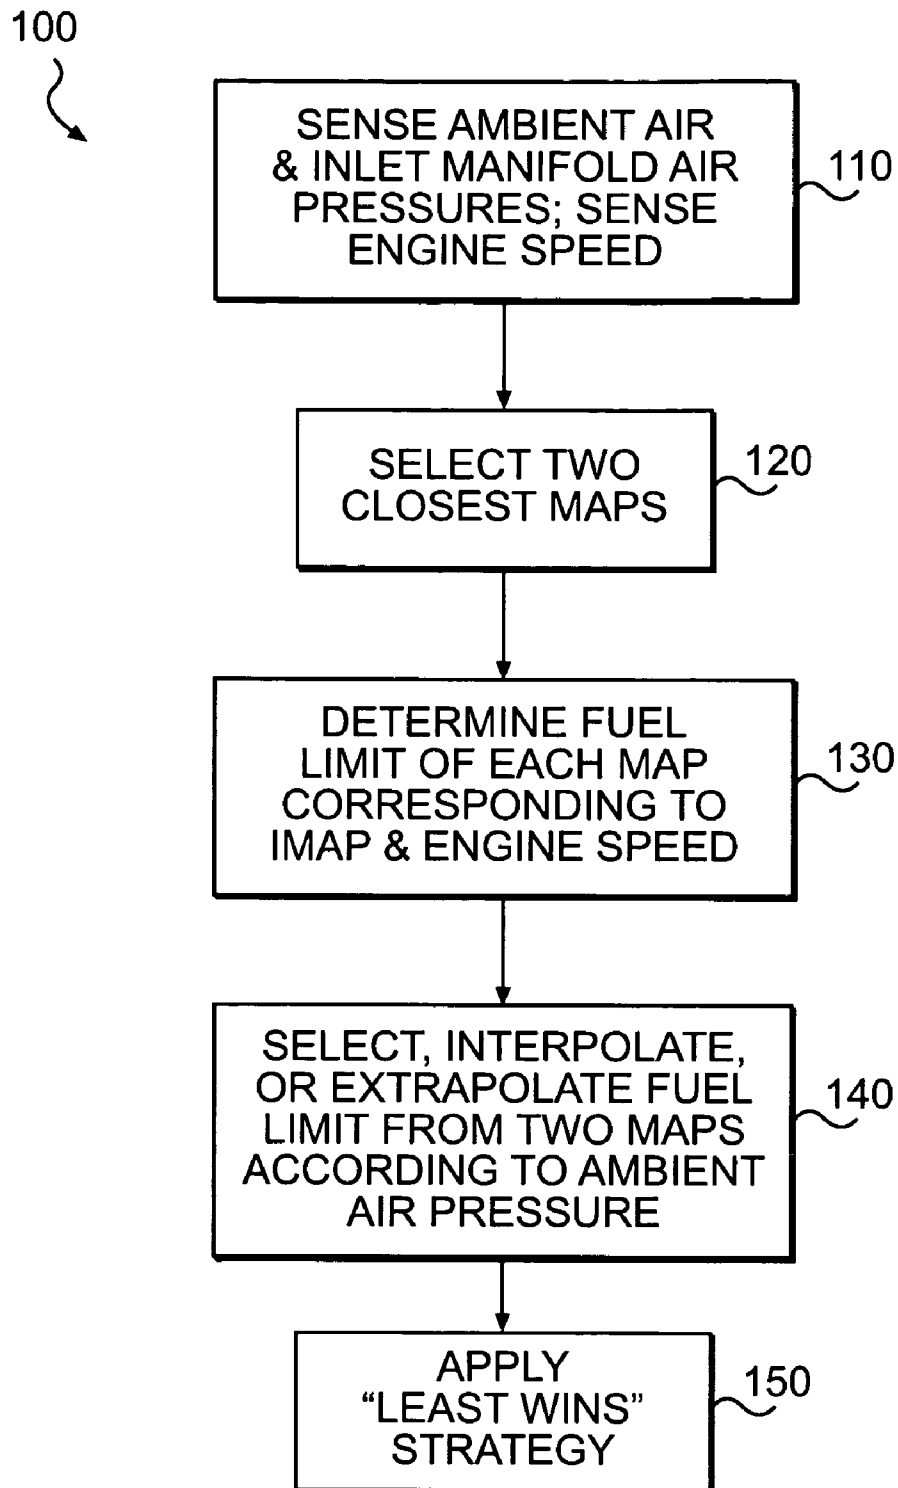 100
SENSE AMBIENT AIR
& INLET MANIFOLD AIR
PRESSURES; SENSE
ENGINE SPEED
110
SELECT TWO
CLOSEST MAPS
120
DETERMINE FUEL
LIMIT OF EACH MAP
CORRESPONDING TO
IMAP & ENGINE SPEED
130
SELECT, INTERPOLATE,
OR EXTRAPOLATE FUEL
LIMIT FROM TWO MAPS
ACCORDING TO AMBIENT
AIR PRESSURE
140
APPLY
“LEAST WINS”
STRATEGY
150